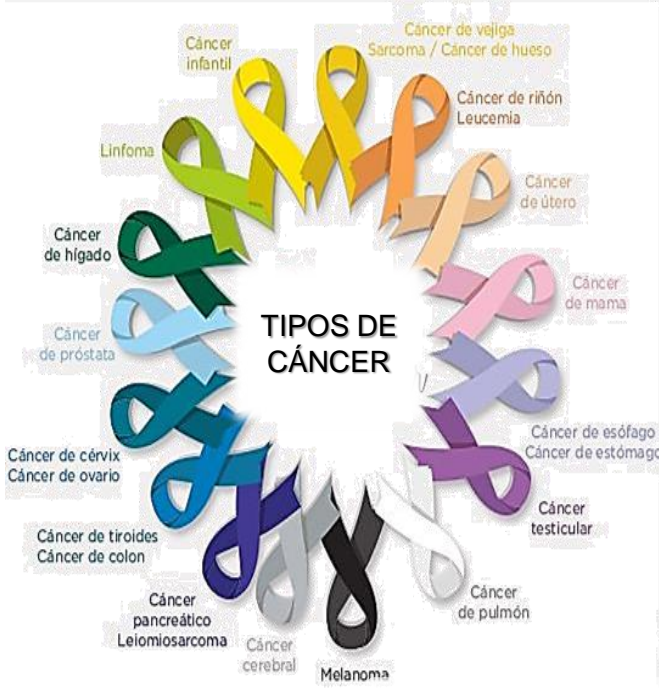 Cáncer de vejiga
Sarcoma / Cáncer de hueso
Cáncer
infantil
Cáncer de riñón
Leucemia
Linfoma
Cáncer
de útero
Cáncer
de hígado
Cáncer
de mama
TIPOS DE
CÁNCER
Cáncer
de próstata
Cáncer de esófago
Cáncer de estómago
Cáncer de cérvix
Cáncer de ovario
Cáncer
testicular
Cáncer de tiroides
Cáncer de colon
Cáncer
de pulmón
Cáncer
pancreático
Leiomiosarcoma
Cáncer
cerebral
Melanoma